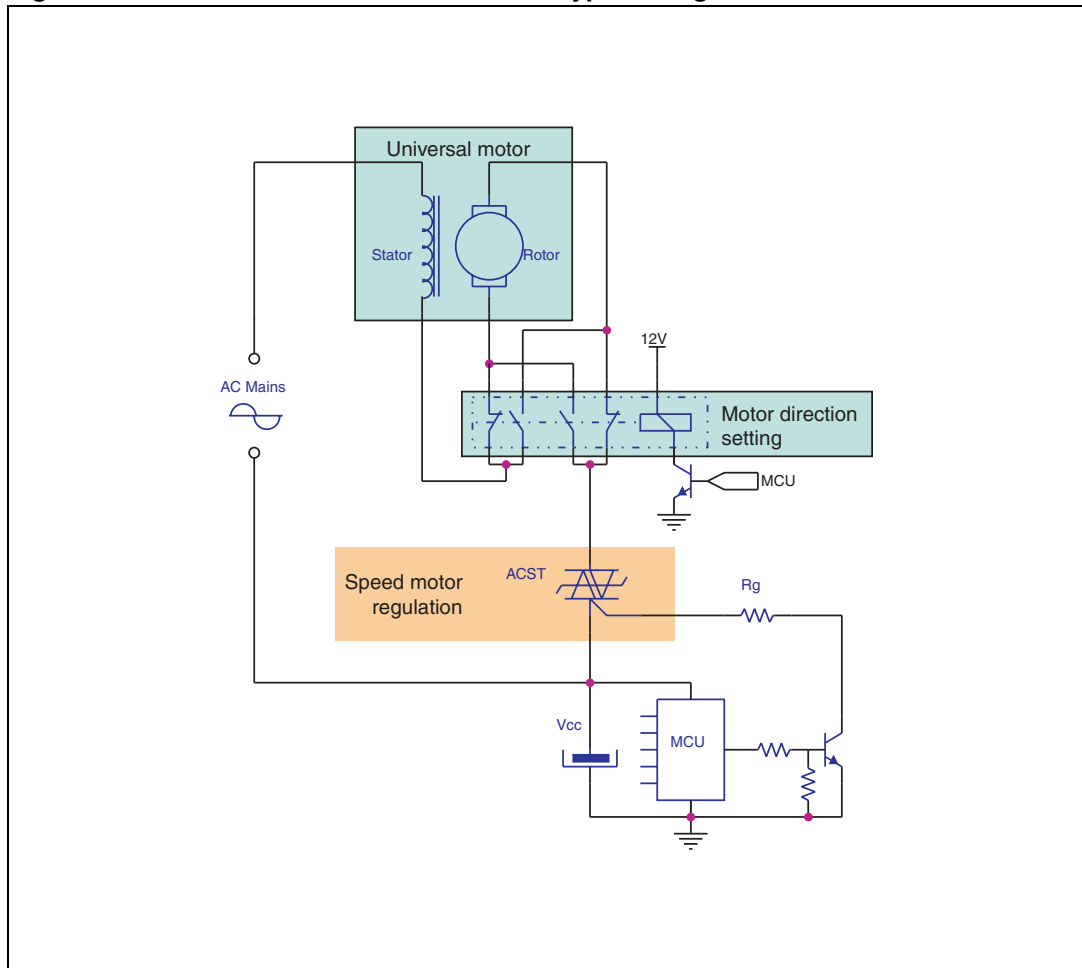 Universal motor
Stator
Rotor
12V
AC Mains
Motor direction
setting
MCU
Speed motor
regulation
ACST
Rg
Vcc
MCU